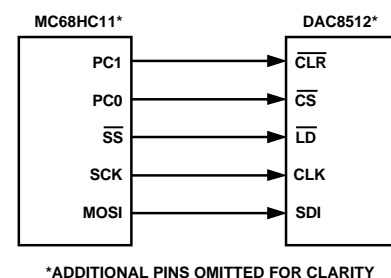 MC68HC11* DAC8512*
PC1 CLR
PC0 CS
SS LD
SCK CLK
MOSI SDI
*ADDITIONAL PINS OMITTED FOR CLARITY